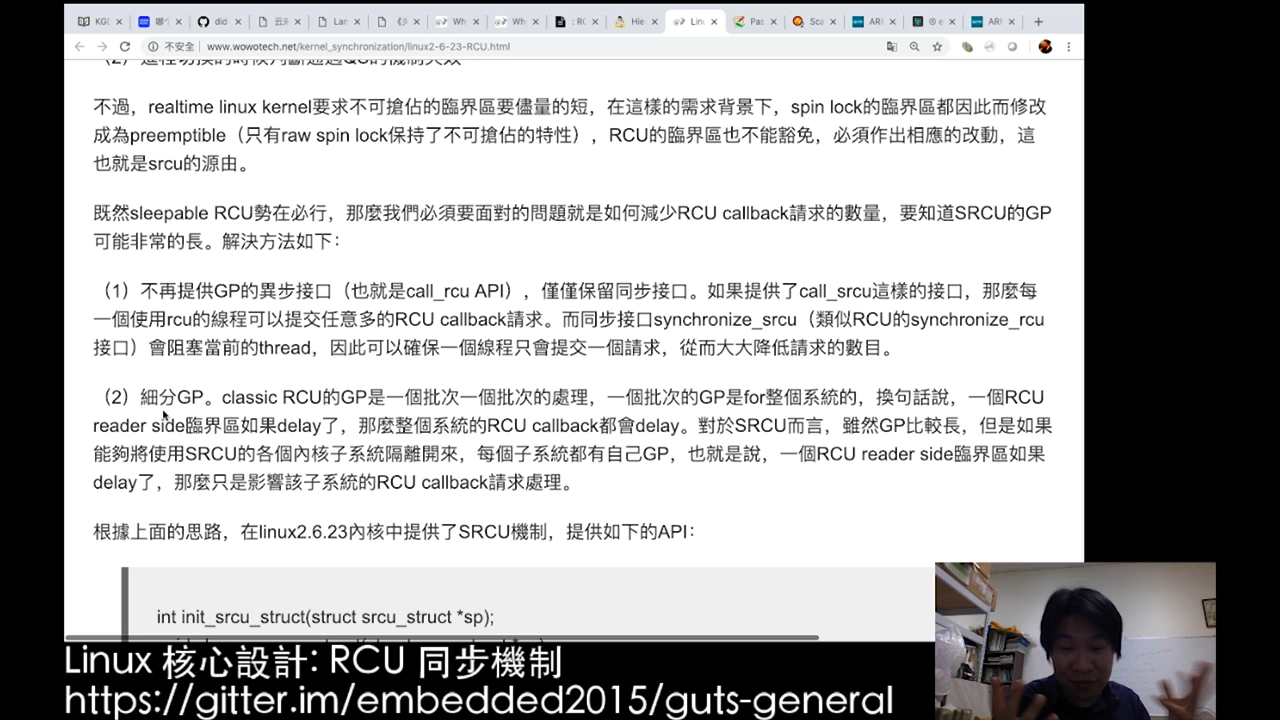 KGI
哪个
did
云风
Lan
《
Wh
Wh
: RC
Hie
Lin
Pas
Sca
ARI
® e
ARI
不安全 www.wowotech.net/kernel_synchronization/linux2-6-23-RCU.html
不過，realtime linux kernel要求不可搶佔的臨界區要儘量的短，在這樣的需求背景下，spin lock的臨界區都因此而修改
成為preemptible（只有raw spin lock保持了不可搶佔的特性），RCU的臨界區也不能豁免，必須作出相應的改動，這
也就是srcu的源由。
既然sleepable RCU勢在必行，那麼我們必須要面對的問題就是如何減少RCU callback請求的數量，要知道SRCU的GP
可能非常的長。解決方法如下：
（1）不再提供GP的異步接口（也就是call_rcu API），僅僅保留同步接口。如果提供了call_srcu這樣的接口，那麼每
一個使用rcu的線程可以提交任意多的RCU callback請求。而同步接口synchronize_srcu（類似RCU的synchronize_rcu
接口）會阻塞當前的thread，因此可以確保一個線程只會提交一個請求，從而大大降低請求的數目。
（2）細分GP。classic RCU的GP是一個批次一個批次的處理，一個批次的GP是for整個系統的，換句話說，一個RCU
reader side臨界區如果delay了，那麼整個系統的RCU callback都會delay。對於SRCU而言，雖然GP比較長，但是如果
能夠將使用SRCU的各個內核子系統隔離開來，每個子系統都有自己GP，也就是說，一個RCU reader side臨界區如果
delay了，那麼只是影響該子系統的RCU callback請求處理。
根據上面的思路，在linux2.6.23內核中提供了SRCU機制，提供如下的API：
int init_srcu_struct(struct srcu_struct *sp);
Linux 核心設計: RCU 同步機制
https://gitter.im/embedded2015/guts-general